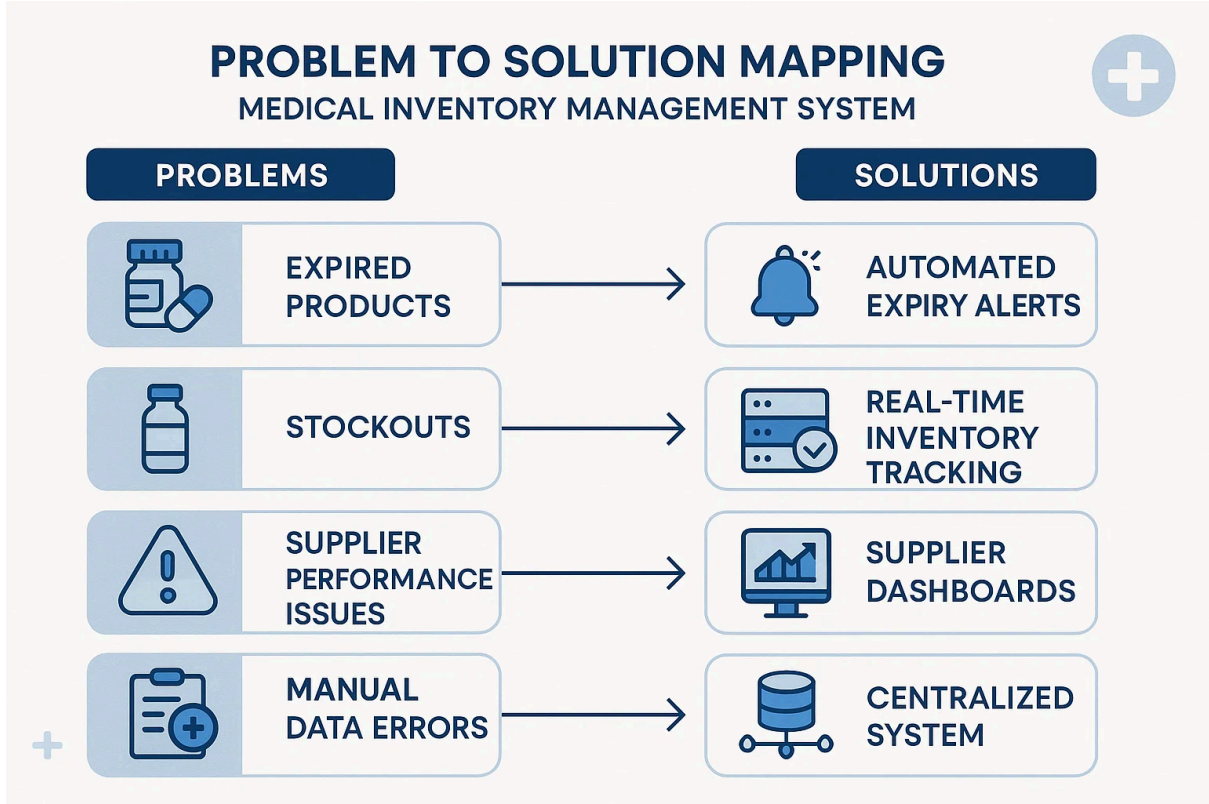 PROBLEM TO SOLUTION MAPPING
MEDICAL INVENTORY MANAGEMENT SYSTEM
PROBLEMS
SOLUTIONS
EXPIRED
PRODUCTS
AUTOMATED
EXPIRY ALERTS
STOCKOUTS
REAL-TIME
INVENTORY
TRACKING
SUPPLIER
PERFORMANCE
ISSUES
SUPPLIER
DASHBOARDS
MANUAL
DATA ERRORS
CENTRALIZED
SYSTEM